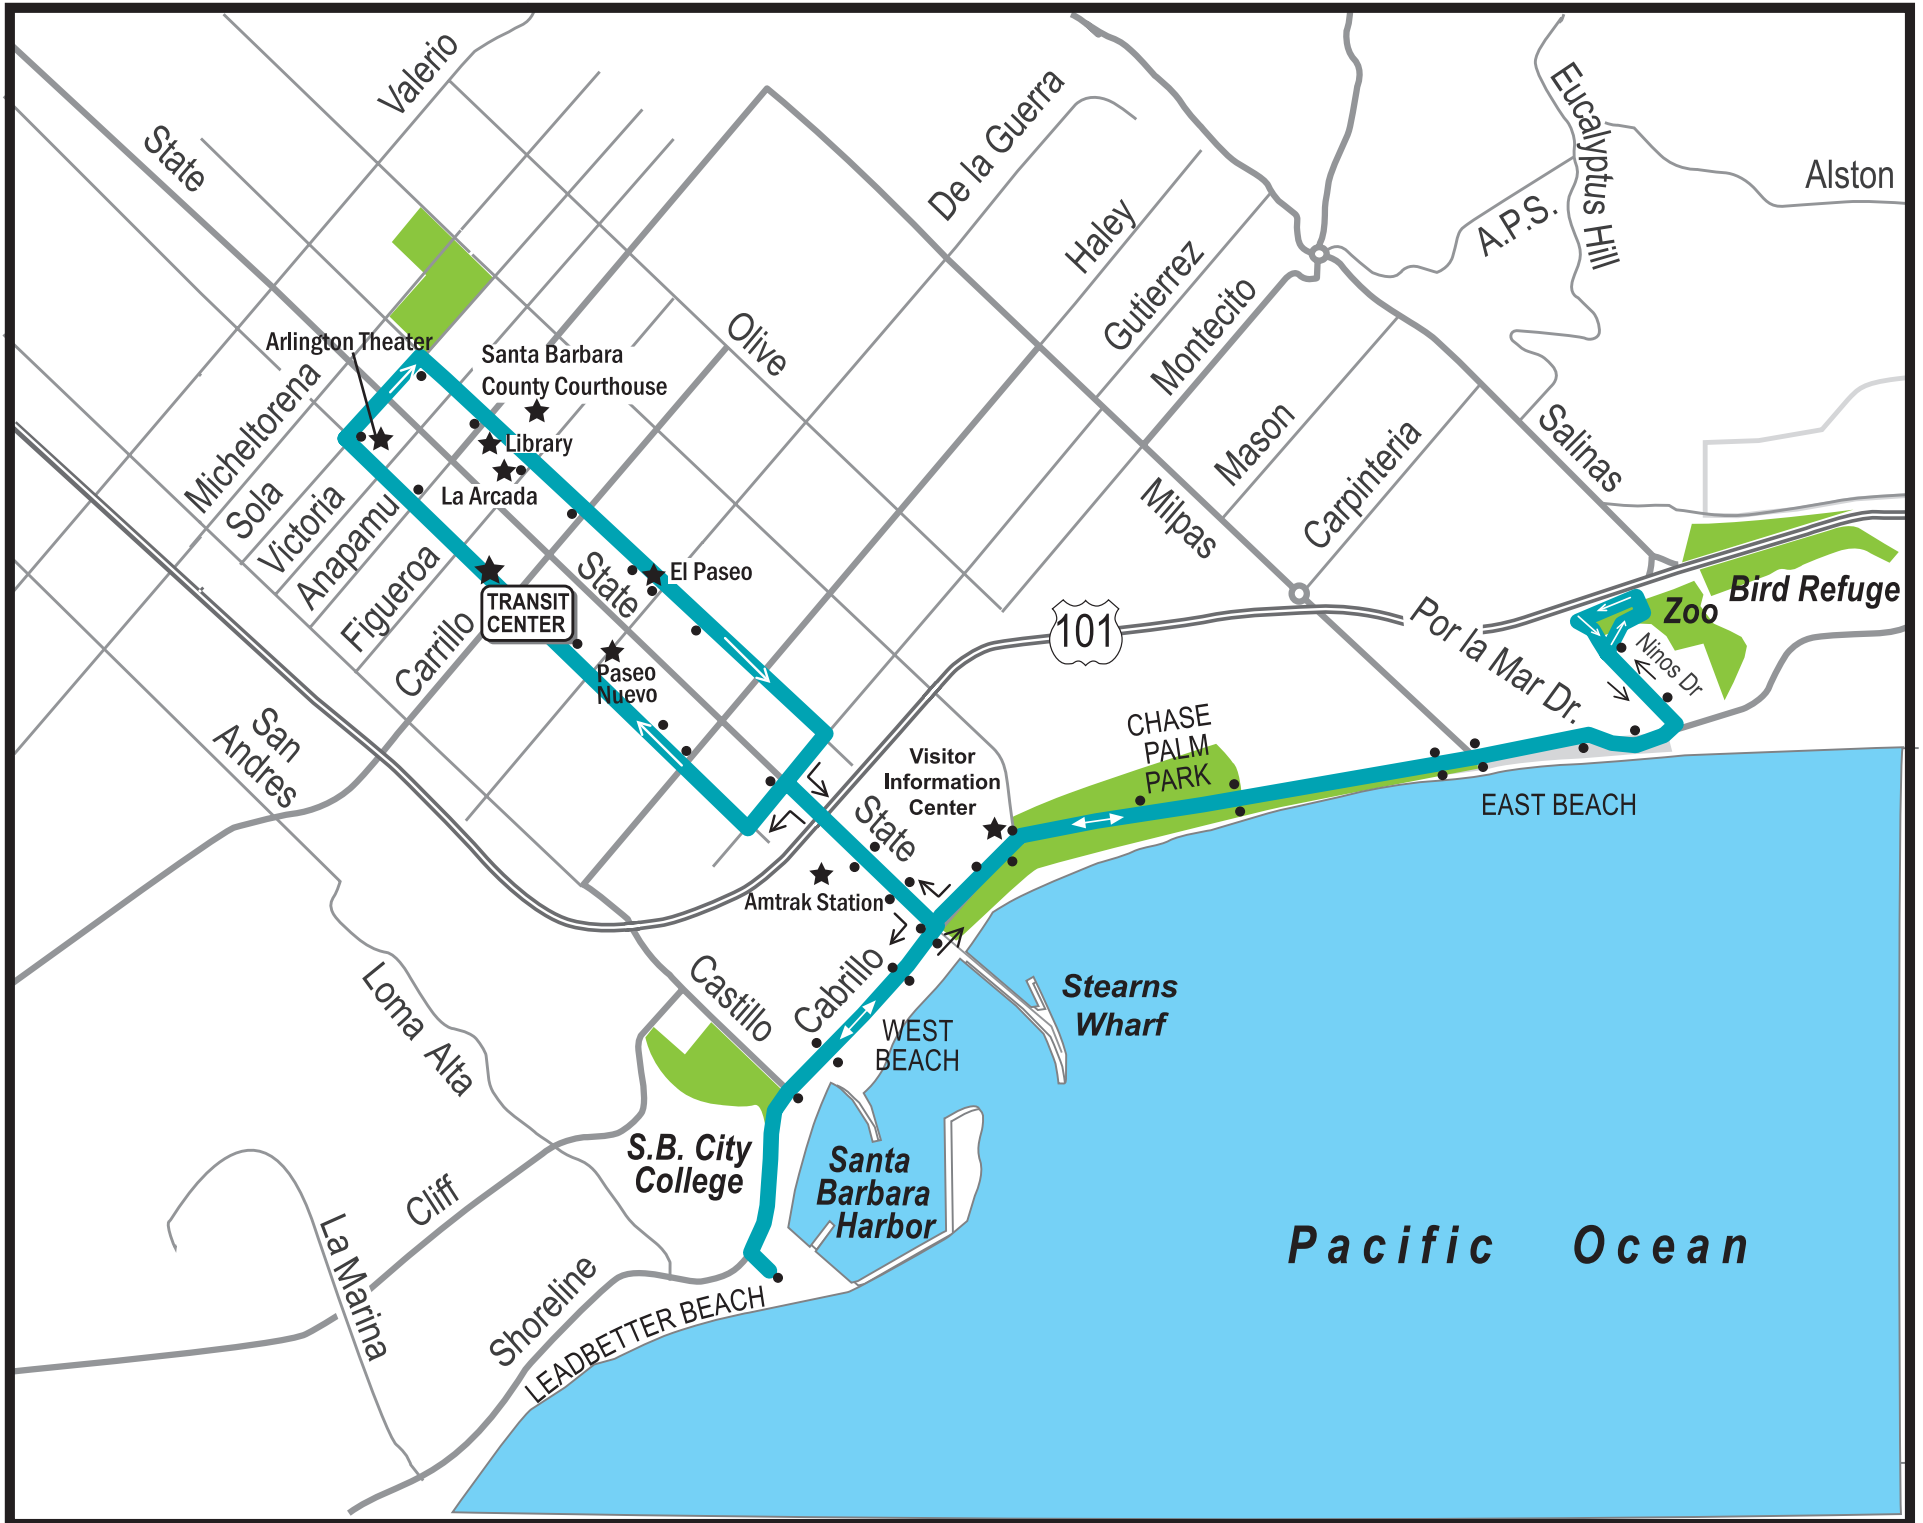 Valerio
State
De la Guerra
Eucalyptus Hill
Alston
A.P.S.
Haley
Gutierrez
Montecito
Olive
Arlington Theater
Santa Barbara
County Courthouse
Library
La Arcada
Micheltorena
Sola
Victoria
Anapamu
Figueroa
Carrillo
Mason
Carpinteria
Salinas
Milpas
State
El Paseo
TRANSIT
CENTER
Paseo
Nuevo
101
Por la Mar Dr.
Zoo
Bird Refuge
Ninos Dr
San
Andres
CHASE
PALM
PARK
Visitor
Information
Center
State
EAST BEACH
Amtrak Station
Castillo
Cabrillo
Stearns
Wharf
WEST
BEACH
Loma Alta
S.B. City
College
Santa
Barbara
Harbor
Cliff
La Marina
Shoreline
LEADBETTER BEACH
Pacific Ocean